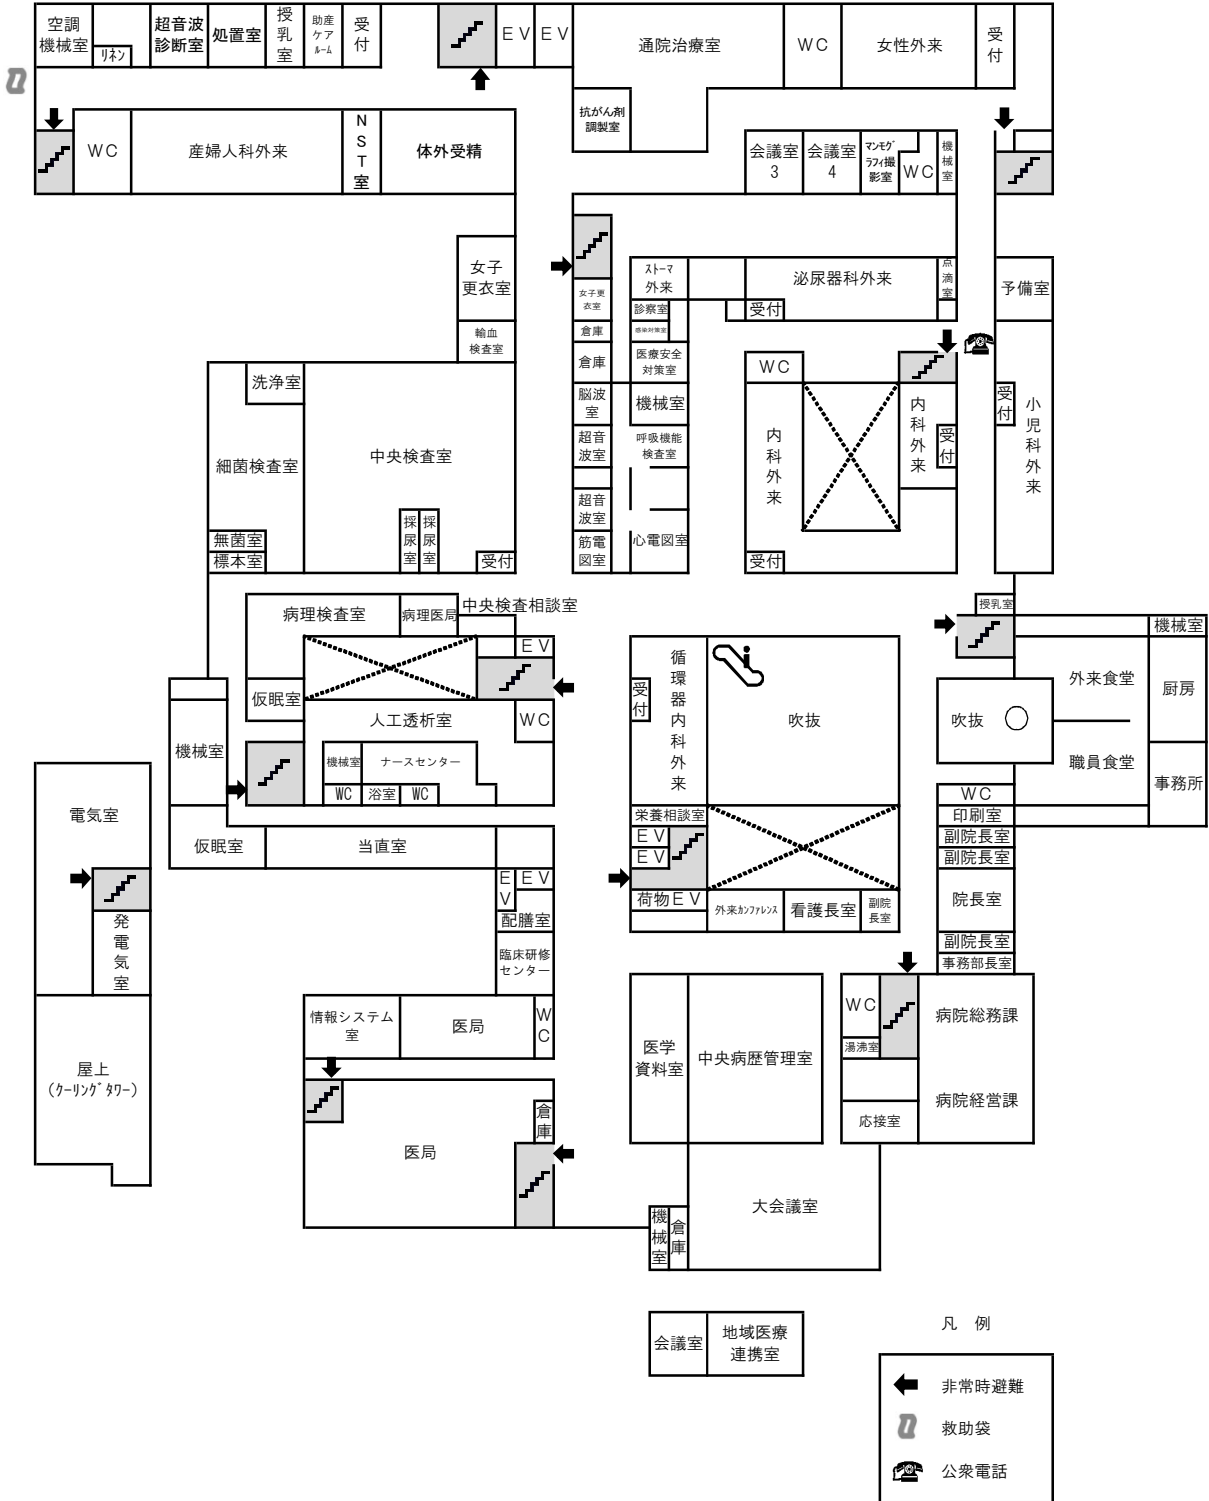 空調
機械室
ﾘﾈﾝ
超音波
診断室
処置室
授
乳
室
助産
ケア
ﾙｰﾑ
受
付
ＥＶ
ＥＶ
通院治療室
ＷＣ
女性外来
受
付
抗がん剤
調製室
ＷＣ
産婦人科外来
Ｎ
Ｓ
Ｔ
室
体外受精
会議室
3
会議室
4
ﾏﾝﾓｸﾞ
ﾗﾌｨ撮
影室
ＷＣ
機
械
室
女子
更衣室
輸血
検査室
女子更
衣室
倉庫
倉庫
脳波
室
超音
波室
超音
波室
筋電
図室
ｽﾄｰﾏ
外来
診察室
感染対策室
医療安全
対策室
機械室
呼吸機能
検査室
心電図室
泌尿器科外来
点
滴
室
受付
予備室
ＷＣ
内
科
外
来
受付
内
科
外
来
受
付
受
付
小
児
科
外
来
洗浄室
細菌検査室
中央検査室
無菌室
標本室
採
尿
室
採
尿
室
受付
病理検査室
病理医局
中央検査相談室
ＥＶ
仮眠室
人工透析室
ＷＣ
機械室
機械室
ナースセンター
WC
浴室
WC
仮眠室
当直室
Ｅ
Ｖ
ＥＶ
配膳室
臨床研修
センター
電気室
発
電
気
室
屋上
（ｸｰﾘﾝｸﾞﾀﾜｰ）
情報システム
室
医局
Ｗ
Ｃ
医局
倉
庫
受
付
循
環
器
内
科
外
来
吹抜
栄養相談室
ＥＶ
ＥＶ
荷物ＥＶ
外来ｶﾝﾌｧﾚﾝｽ
看護長室
副院
長室
授乳室
機械室
外来食堂
厨房
吹抜
職員食堂
事務所
ＷＣ
印刷室
副院長室
副院長室
院長室
副院長室
事務部長室
医学
資料室
中央病歴管理室
ＷＣ
湯沸室
病院総務課
病院経営課
応接室
機
械
室
倉
庫
大会議室
会議室
地域医療
連携室
凡　例
非常時避難
救助袋
公衆電話